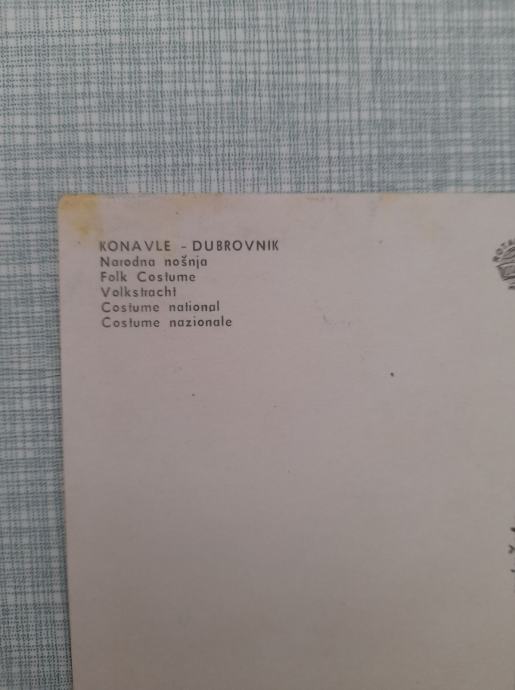 KONAVLE - DUBROVNIK
Narodna nošnja
Folk Costume
Volkstracht
Costume national
Costume nazionale